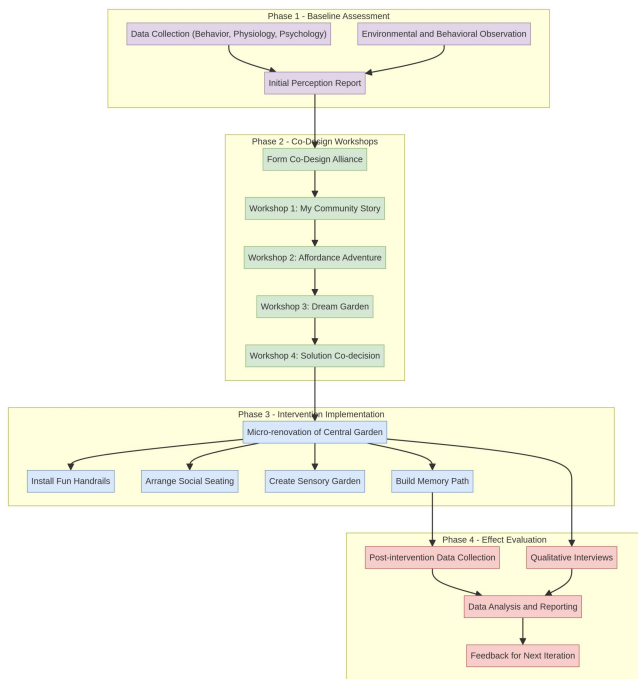 Phase 1 - Baseline Assessment
Data Collection (Behavior, Physiology, Psychology)
Environmental and Behavioral Observation
Initial Perception Report
Phase 2 - Co-Design Workshops
Form Co-Design Alliance
Workshop 1: My Community Story
Workshop 2: Affordance Adventure
Workshop 3: Dream Garden
Workshop 4: Solution Co-decision
Phase 3 - Intervention Implementation
Micro-renovation of Central Garden
Install Fun Handrails
Arrange Social Seating
Create Sensory Garden
Build Memory Path
Phase 4 - Effect Evaluation
Post-intervention Data Collection
Qualitative Interviews
Data Analysis and Reporting
Feedback for Next Iteration